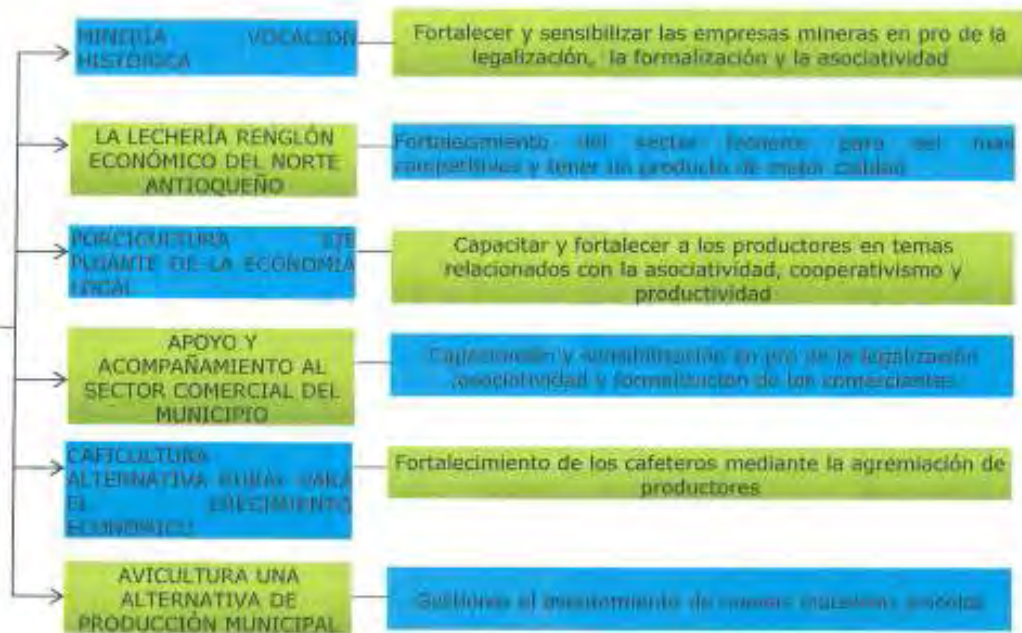 MINERÍA VOCACIÓN
HISTÓRICA
Fortalecer y sensibilizar las empresas mineras en pro de la
legalización, la formalización y la asociatividad
LA LECHERÍA RENGLÓN
ECONÓMICO DEL NORTE
ANTIOQUEÑO
Fortalecimiento del sector lechero para ser mas
competitivos y tener un producto de mejor calidad
PORCICULTURA EJE
PUJANTE DE LA ECONOMÍA
LOCAL
Capacitar y fortalecer a los productores en temas
relacionados con la asociatividad, cooperativismo y
productividad
APOYO Y
ACOMPAÑAMIENTO AL
SECTOR COMERCIAL DEL
MUNICIPIO
Capacitación y sensibilización en pro de la legalización
,asociatividad y formalización de los comerciantes
CAFICULTURA
ALTERNATIVA RURAL PARA
EL CRECIMIENTO
ECONÓMICO
Fortalecimiento de los cafeteros mediante la agremiación de
productores
AVICULTURA UNA
ALTERNATIVA DE
PRODUCCIÓN MUNICIPAL
Gestionar el de nuevas avícolas